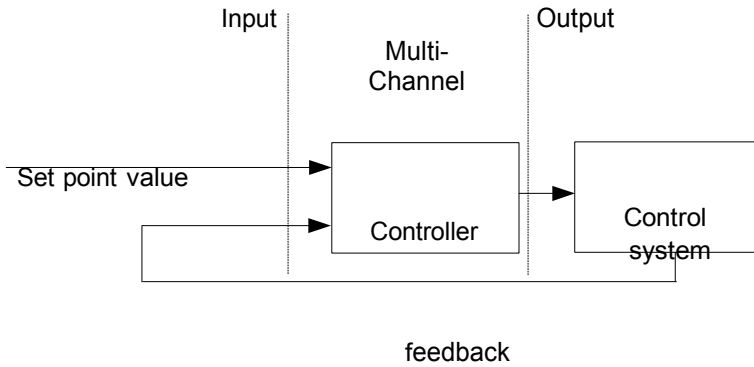 Input
Output
Multi-
Channel
Set point value
Controller
Control
system
feedback